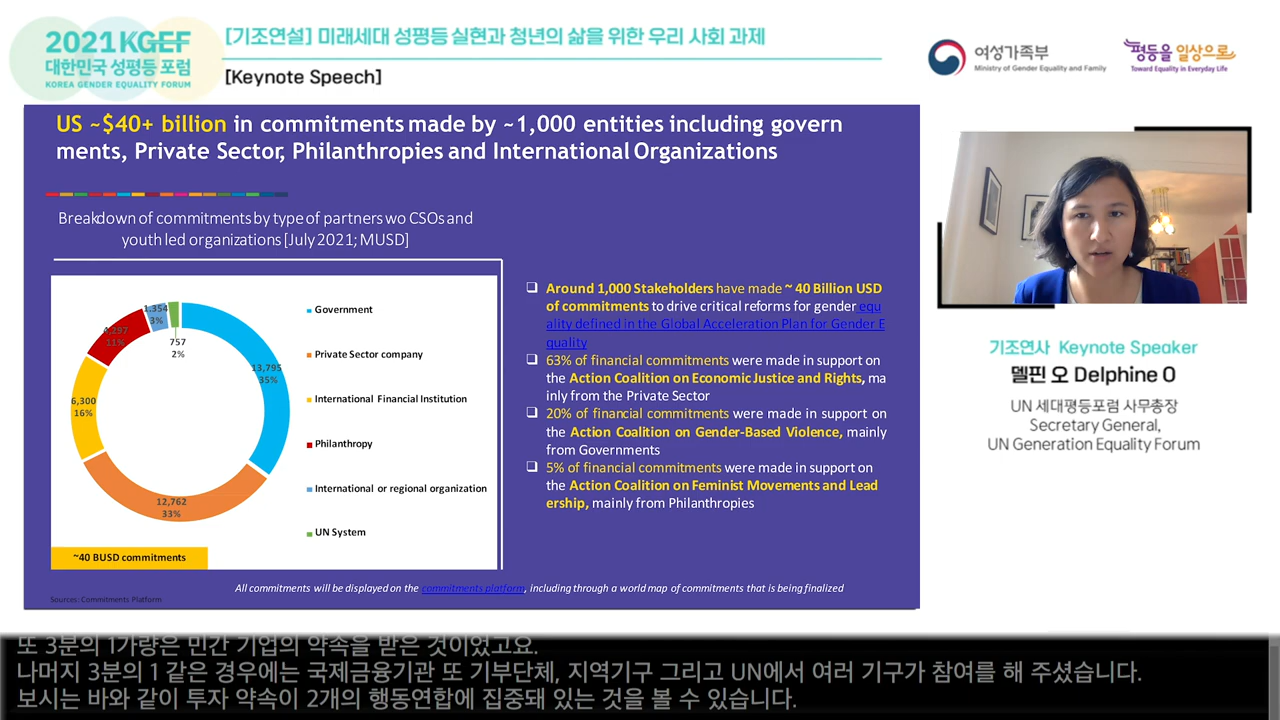 2021 KGEF
대한민국 성평등 포럼
KOREA GENDER EQUALITY FORUM
[기조연설] 미래세대 성평등 실현과 청년의 삶을 위한 우리 사회 과제
[Keynote Speech]
여성가족부
Ministry of Gender Equality and Family
평등을 일상으로
Toward Equality in Everyday Life
US ~$40+ billion in commitments made by ~1,000 entities including govern
ments, Private Sector, Philanthropies and International Organizations
Breakdown of commitments by type of partners wo CSOs and
youth led organizations [July 2021; MUSD]
1,354
3%
4,297
11%
757
2%
13,795
35%
6,300
16%
12,762
33%
Government
Private Sector company
International Financial Institution
Philanthropy
International or regional organization
UN System
~40 BUSD commitments
❑ Around 1,000 Stakeholders have made ~ 40 Billion USD
of commitments to drive critical reforms for gender equ
ality defined in the Global Acceleration Plan for Gender E
quality
❑ 63% of financial commitments were made in support on
the Action Coalition on Economic Justice and Rights, ma
inly from the Private Sector
❑ 20% of financial commitments were made in support on
the Action Coalition on Gender-Based Violence, mainly
from Governments
❑ 5% of financial commitments were made in support on
the Action Coalition on Feminist Movements and Lead
ership, mainly from Philanthropies
All commitments will be displayed on the commitments platform, including through a world map of commitments that is being finalized
Sources: Commitments Platform
기조연사 Keynote Speaker
델핀 오 Delphine O
UN 세대평등포럼 사무총장
Secretary General,
UN Generation Equality Forum
또 3분의 1가량은 민간 기업의 약속을 받은 것이었고요.
나머지 3분의 1 같은 경우에는 국제금융기관 또 기부단체, 지역기구 그리고 UN에서 여러 기구가 참여를 해 주셨습니다.
보시는 바와 같이 투자 약속이 2개의 행동연합에 집중돼 있는 것을 볼 수 있습니다.